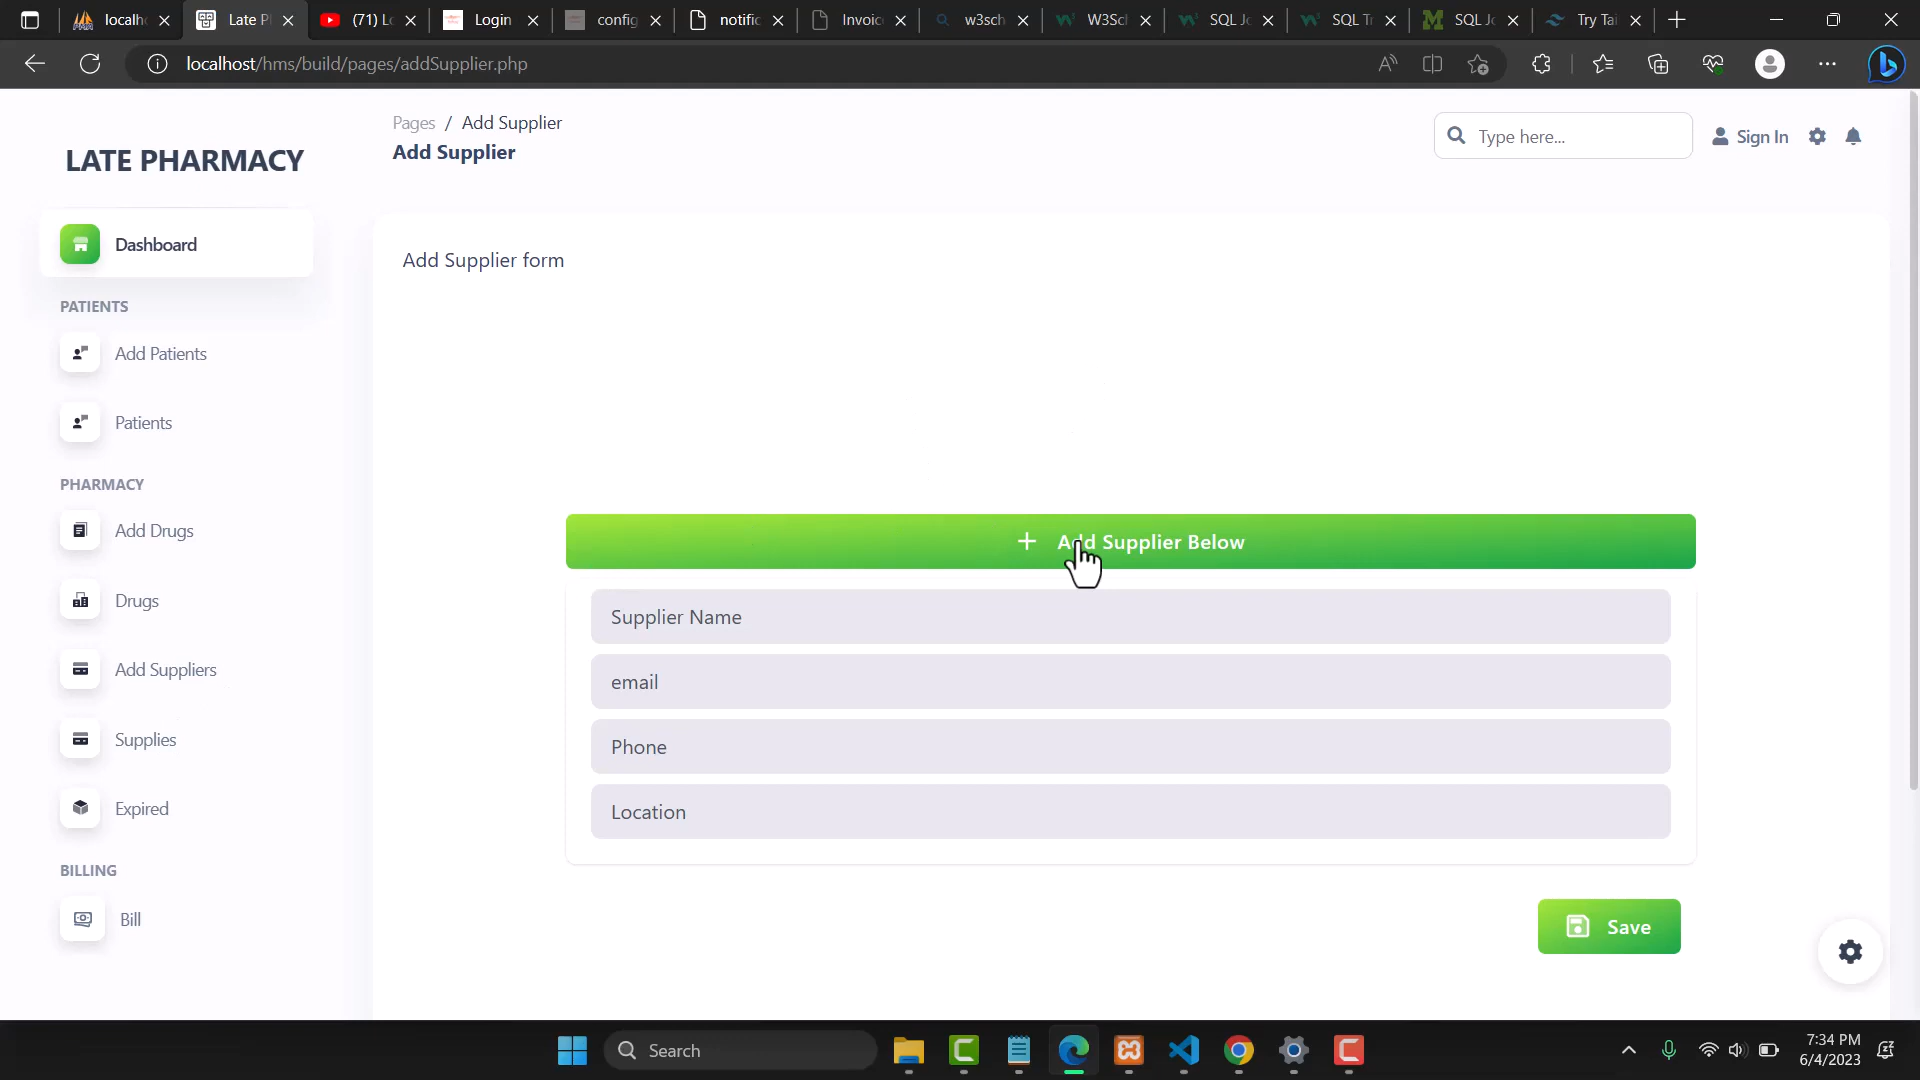 localh
Late P
(71) L
Login
config
notific
Invoic
w3sch
W3Sc
SQL Jo
SQL T
SQL Jo
Try Tai
localhost/hms/build/pages/addSupplier.php
LATE PHARMACY
Pages / Add Supplier
Add Supplier
Type here...
Sign In
Dashboard
PATIENTS
Add Patients
Patients
PHARMACY
Add Drugs
Drugs
Add Suppliers
Supplies
Expired
BILLING
Bill
Add Supplier form
+ Add Supplier Below
Supplier Name
email
Phone
Location
Save
Search
7:34 PM
6/4/2023